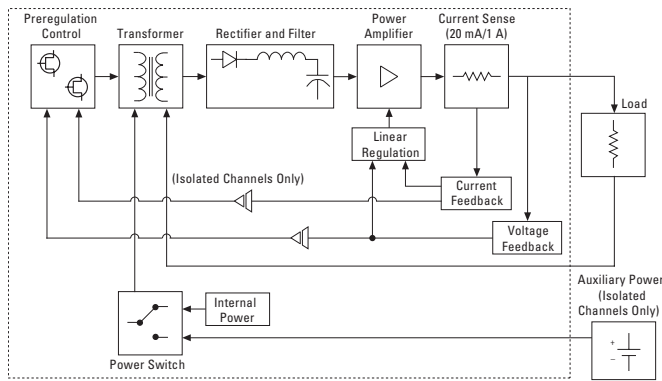 Preregulation
Control
Transformer
Rectifier and Filter
Power
Amplifier
Current Sense
(20 mA/1 A)
Load
Linear
Regulation
(Isolated Channels Only)
Current
Feedback
Voltage
Feedback
Auxiliary Power
(Isolated
Channels Only)
Internal
Power
+
–
Power Switch